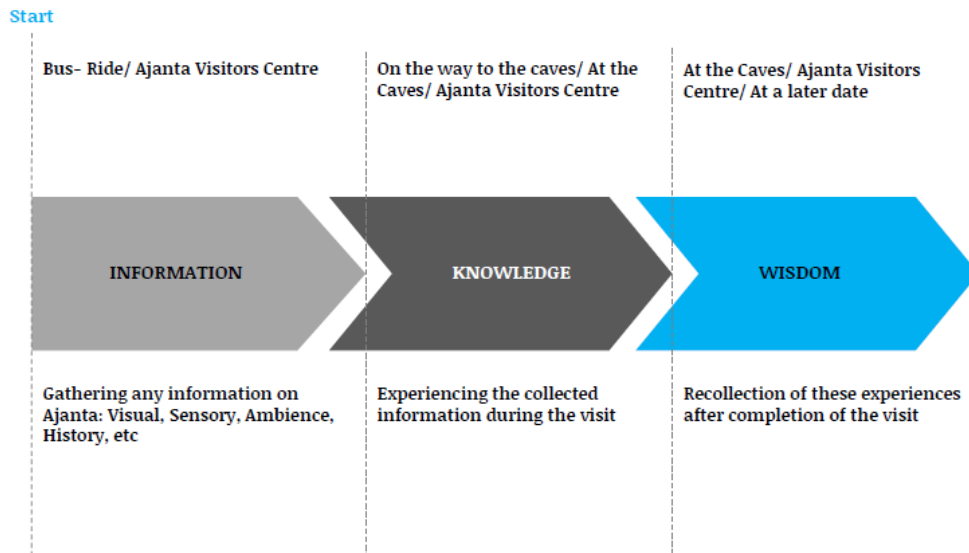 Start
Bus- Ride/ Ajanta Visitors Centre
On the way to the caves/ At the
Caves/ Ajanta Visitors Centre
At the Caves/ Ajanta Visitors
Centre/ At a later date
INFORMATION
KNOWLEDGE
WISDOM
Gathering any information on
Ajanta: Visual, Sensory, Ambience,
History, etc
Experiencing the collected
information during the visit
Recollection of these experiences
after completion of the visit